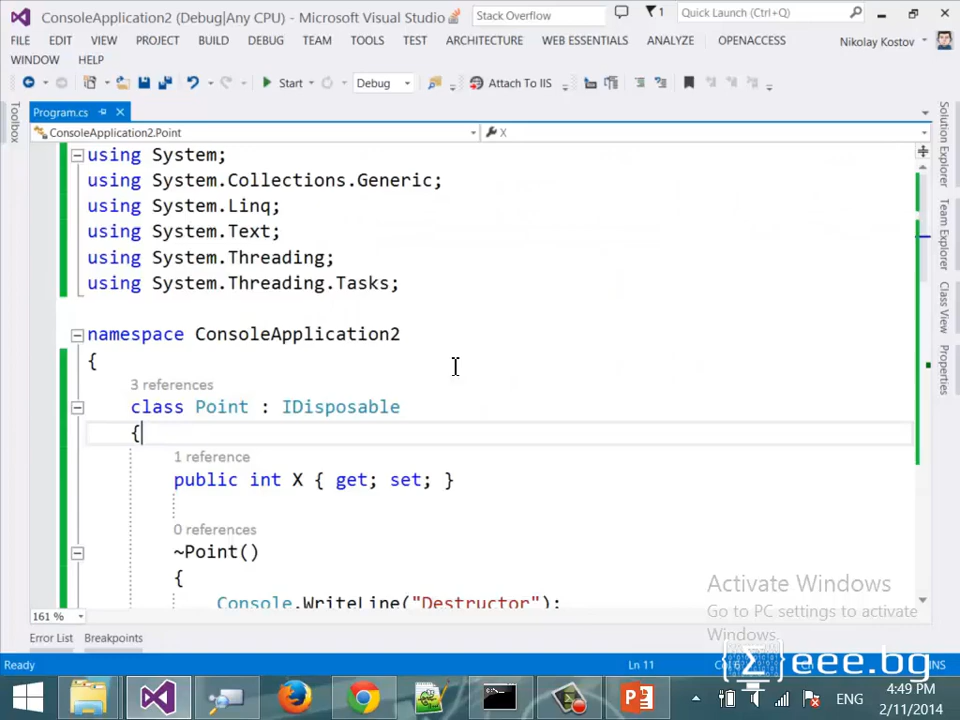 ConsoleApplication2 (Debug|Any CPU) - Microsoft Visual Studio
Stack Overflow
1
Quick Launch (Ctrl+Q)
FILE EDIT VIEW PROJECT BUILD DEBUG TEAM TOOLS TEST ARCHITECTURE WEB ESSENTIALS ANALYZE OPENACCESS
Nikolay Kostov
WINDOW HELP
Start Debug Attach To IIS
Toolbox
Program.cs
ConsoleApplication2.Point
X
using System;
using System.Collections.Generic;
using System.Linq;
using System.Text;
using System.Threading;
using System.Threading.Tasks;
namespace ConsoleApplication2
{
3 references
class Point : IDisposable
{
1 reference
public int X { get; set; }
0 references
~Point()
{
Console.WriteLine("Destructor");
Solution Explorer
Team Explorer
Class View
Properties
Activate Windows
Go to PC settings to activate
Windows.
161 %
Error List Breakpoints
Ready
Ln 11
eee.bg
ENG
4:49 PM
2/11/2014